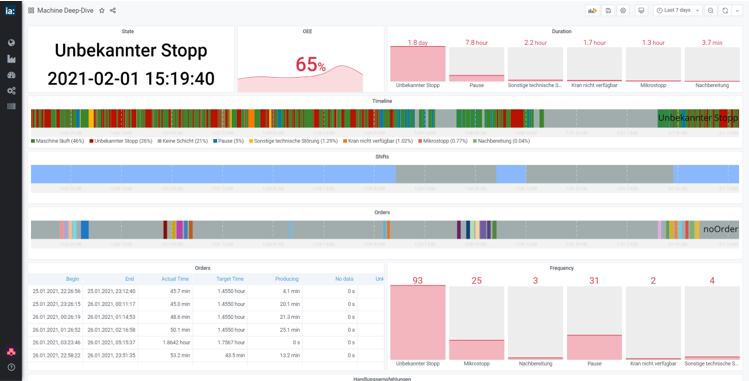 ia:
Machine Deep-Dive
Last 7 days
State
Unbekannter Stopp
2021-02-01 15:19:40
OEE
65%
Duration
1.8 day
7.8 hour
2.2 hour
1.7 hour
1.3 hour
3.7 min
Unbekannter Stopp
Pause
Sonstige technische S...
Kran nicht verfügbar
Mikrostopp
Nachbereitung
Timeline
Unbekannter Stopp
Maschine läuft (46%)
Unbekannter Stopp (26%)
Keine Schicht (21%)
Pause (5%)
Sonstige technische Störung (1.29%)
Kran nicht verfügbar (1.02%)
Mikrostopp (0.77%)
Nachbereitung (0.04%)
Shifts
Orders
noOrder
Orders
Begin End Actual Time Target Time Producing No data Unk
25.01.2021, 22:26:56 25.01.2021, 23:12:40 45.7 min 1.4550 hour 4.1 min 0 s
25.01.2021, 23:26:15 26.01.2021, 00:11:17 45.0 min 1.4550 hour 20.1 min 0 s
26.01.2021, 00:26:19 26.01.2021, 01:14:53 48.6 min 1.4550 hour 21.3 min 0 s
26.01.2021, 01:26:52 26.01.2021, 02:16:58 50.1 min 1.4550 hour 25.1 min 0 s
26.01.2021, 03:23:46 26.01.2021, 05:15:37 1.8642 hour 1.7567 hour 0 s 0 s
26.01.2021, 22:58:22 26.01.2021, 23:51:35 53.2 min 43.5 min 13.2 min 0 s
Frequency
93
25
3
31
2
4
Unbekannter Stopp
Mikrostopp
Nachbereitung
Pause
Kran nicht verfügbar
Sonstige technische S...
Handlungsempfehlungen